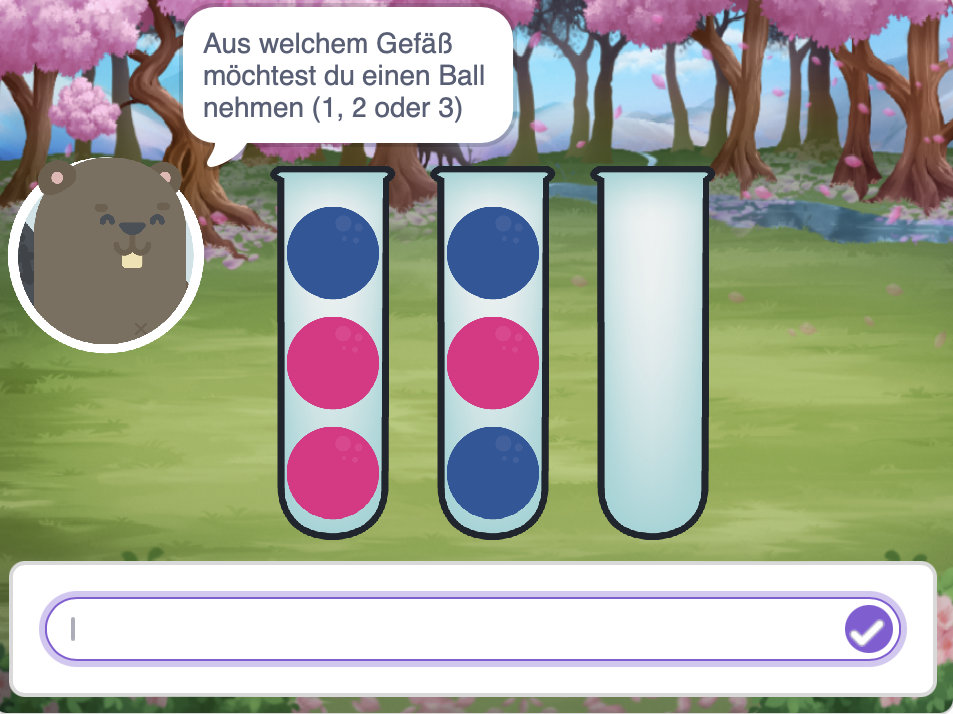 Aus welchem Gefäß
möchtest du einen Ball
nehmen (1, 2 oder 3)